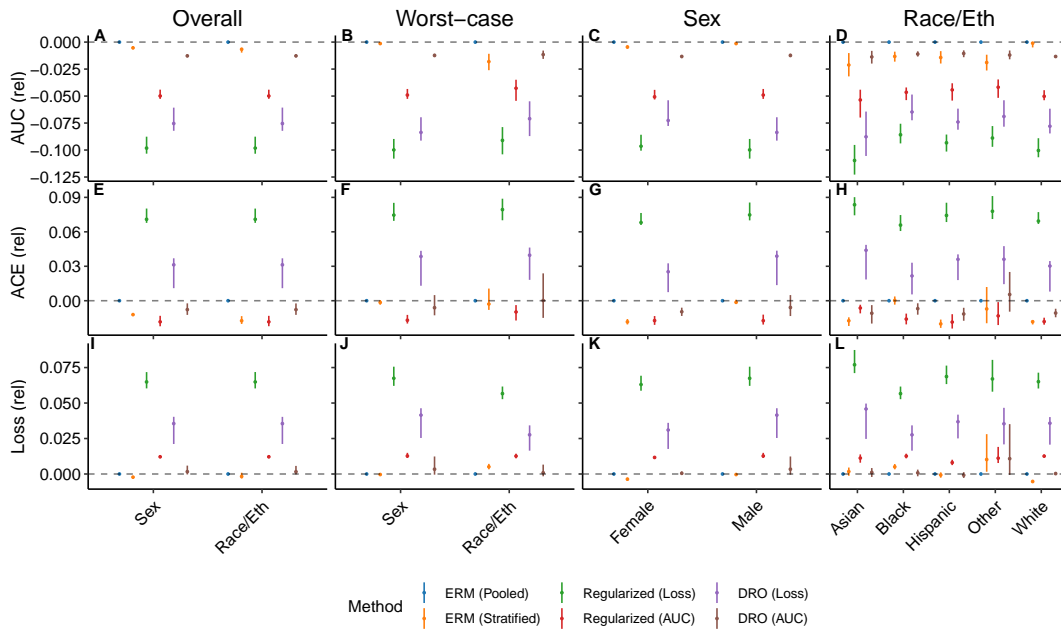 Overall Worst−case Sex Race/Eth
A B C D
AUC (rel)
0.000
−0.025
−0.050
−0.075
−0.100
−0.125
E F G H
ACE (rel)
0.09
0.06
0.03
0.00
I J K L
Loss (rel)
0.075
0.050
0.025
0.000
Sex Race/Eth Sex Race/Eth Female Male Asian Black Hispanic Other White
Method
ERM (Pooled) Regularized (Loss) DRO (Loss)
ERM (Stratified) Regularized (AUC) DRO (AUC)